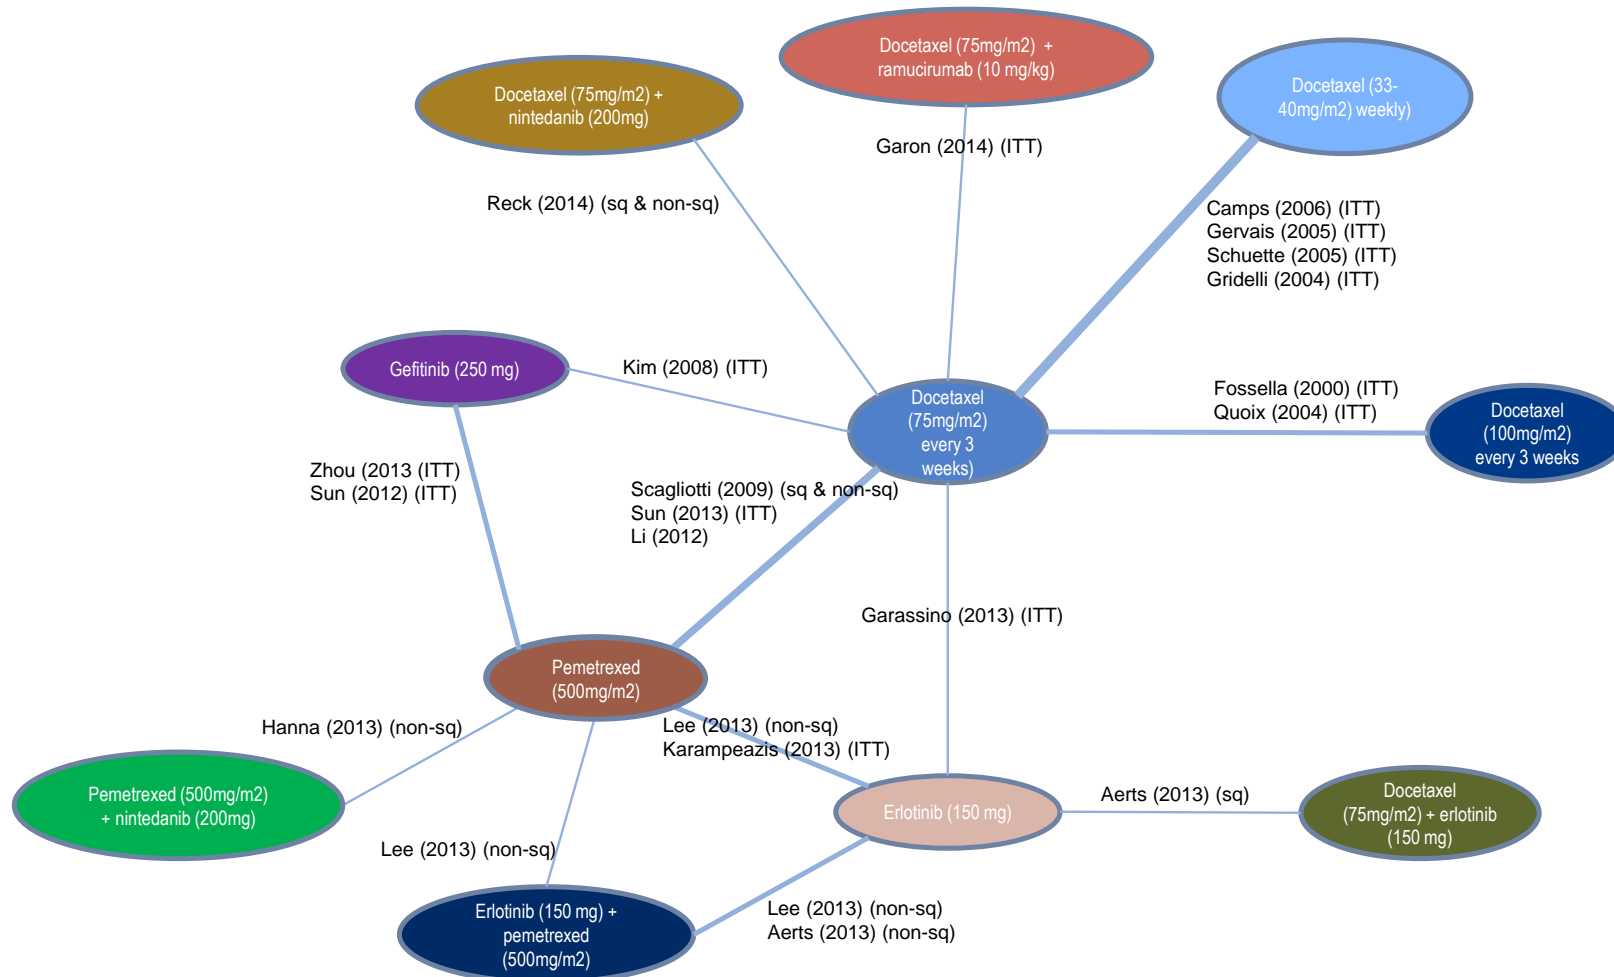 Docetaxel (75mg/m2) +
ramucirumab (10 mg/kg)
Docetaxel (75mg/m2) +
nintedanib (200mg)
Docetaxel (33-
40mg/m2) weekly)
Garon (2014) (ITT)
Reck (2014) (sq & non-sq)
Camps (2006) (ITT)
Gervais (2005) (ITT)
Schuette (2005) (ITT)
Gridelli (2004) (ITT)
Gefitinib (250 mg)
Kim (2008) (ITT)
Docetaxel
(75mg/m2)
every 3
weeks)
Fossella (2000) (ITT)
Quoix (2004) (ITT)
Docetaxel
(100mg/m2)
every 3 weeks
Zhou (2013 (ITT)
Sun (2012) (ITT)
Scagliotti (2009) (sq & non-sq)
Sun (2013) (ITT)
Li (2012)
Garassino (2013) (ITT)
Pemetrexed
(500mg/m2)
Hanna (2013) (non-sq)
Lee (2013) (non-sq)
Karampeazis (2013) (ITT)
Pemetrexed (500mg/m2)
+ nintedanib (200mg)
Erlotinib (150 mg)
Aerts (2013) (sq)
Docetaxel
(75mg/m2) + erlotinib
(150 mg)
Lee (2013) (non-sq)
Erlotinib (150 mg) +
pemetrexed
(500mg/m2)
Lee (2013) (non-sq)
Aerts (2013) (non-sq)